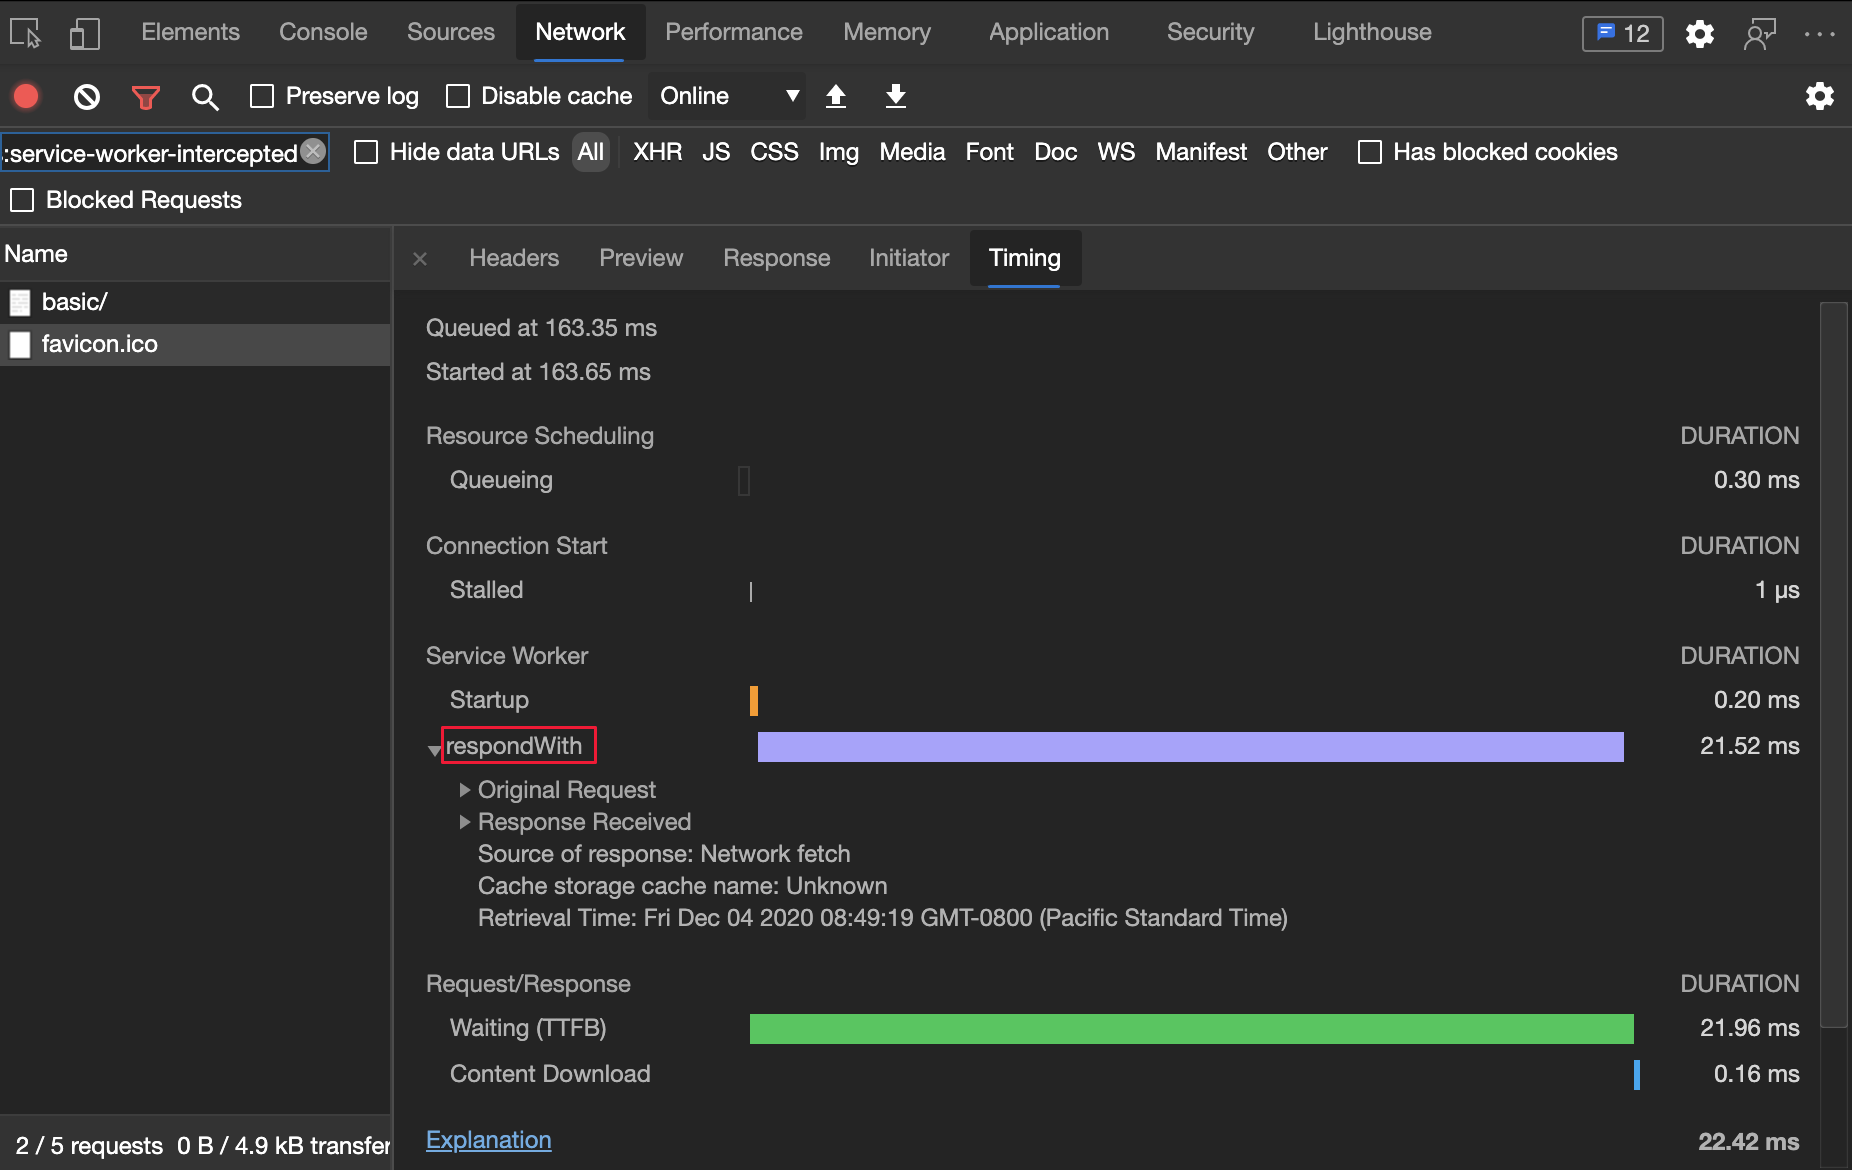 Elements Console Sources Network Performance Memory Application Security Lighthouse 12
Preserve log Disable cache Online
:service-worker-intercepted Hide data URLs All XHR JS CSS Img Media Font Doc WS Manifest Other Has blocked cookies
Blocked Requests
Name
basic/
favicon.ico
2 / 5 requests 0 B / 4.9 kB transfer
Headers Preview Response Initiator Timing
Queued at 163.35 ms
Started at 163.65 ms
Resource Scheduling DURATION
Queueing 0.30 ms
Connection Start DURATION
Stalled 1 μs
Service Worker DURATION
Startup 0.20 ms
respondWith 21.52 ms
Original Request
Response Received
Source of response: Network fetch
Cache storage cache name: Unknown
Retrieval Time: Fri Dec 04 2020 08:49:19 GMT-0800 (Pacific Standard Time)
Request/Response DURATION
Waiting (TTFB) 21.96 ms
Content Download 0.16 ms
Explanation 22.42 ms